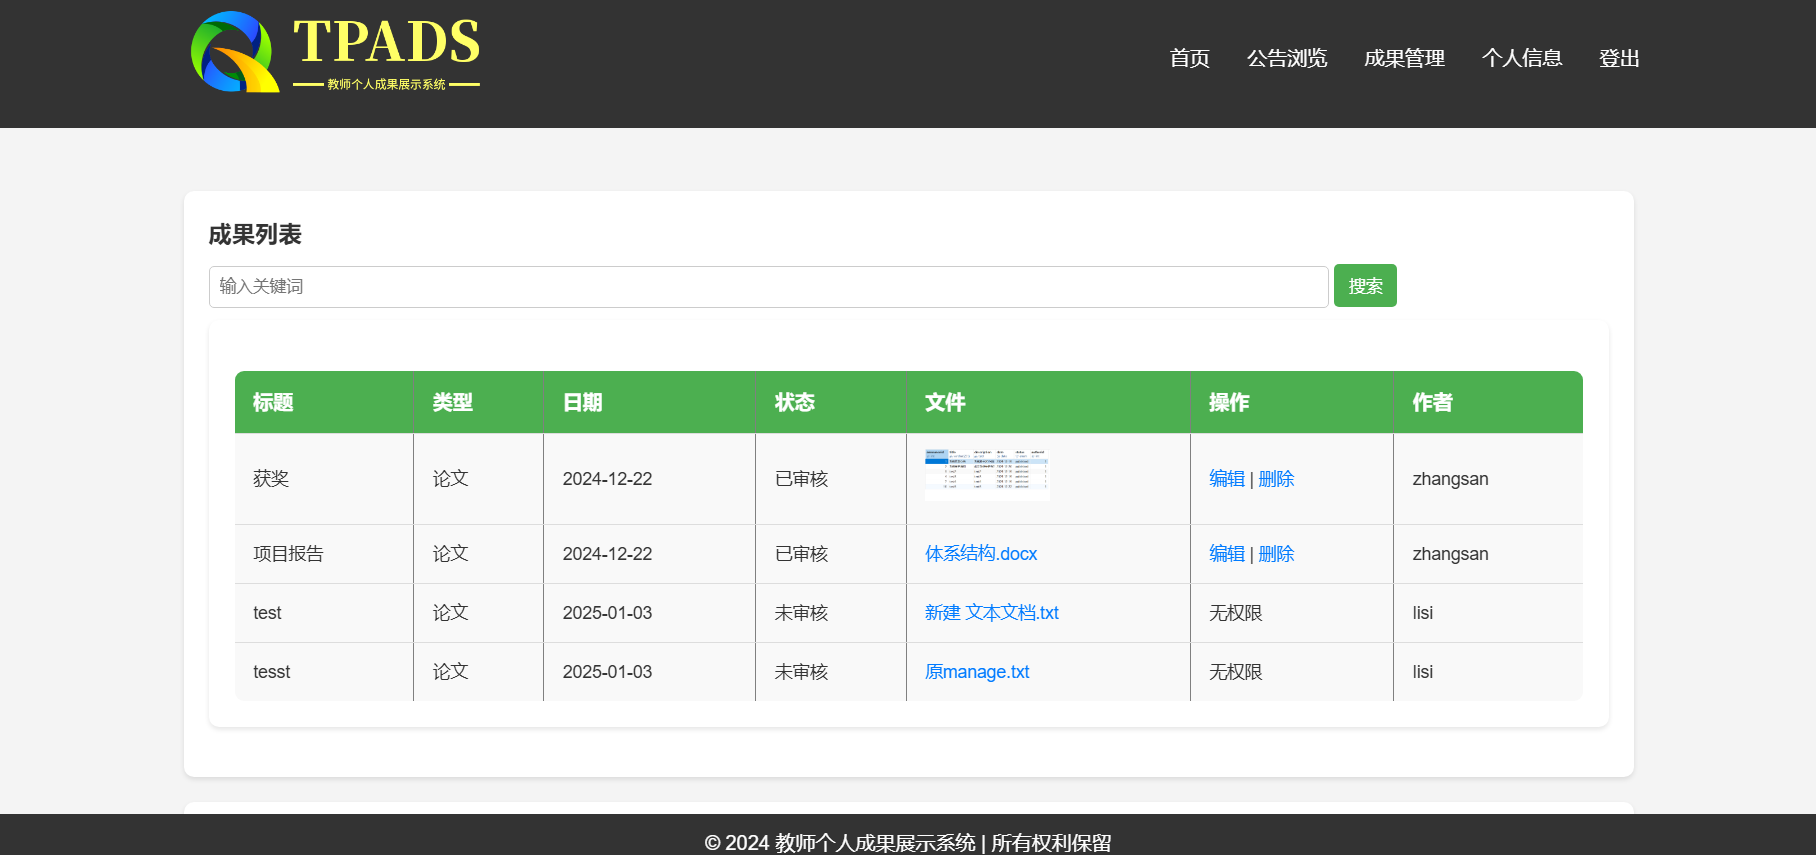 TPADS
教师个人成果展示系统
首页 公告浏览 成果管理 个人信息 登出
成果列表
输入关键词 搜索
标题 类型 日期 状态 文件 操作 作者
获奖 论文 2024-12-22 已审核 编辑 | 删除 zhangsan
项目报告 论文 2024-12-22 已审核 体系结构.docx 编辑 | 删除 zhangsan
test 论文 2025-01-03 未审核 新建 文本文档.txt 无权限 lisi
tesst 论文 2025-01-03 未审核 原manage.txt 无权限 lisi
© 2024 教师个人成果展示系统 | 所有权利保留